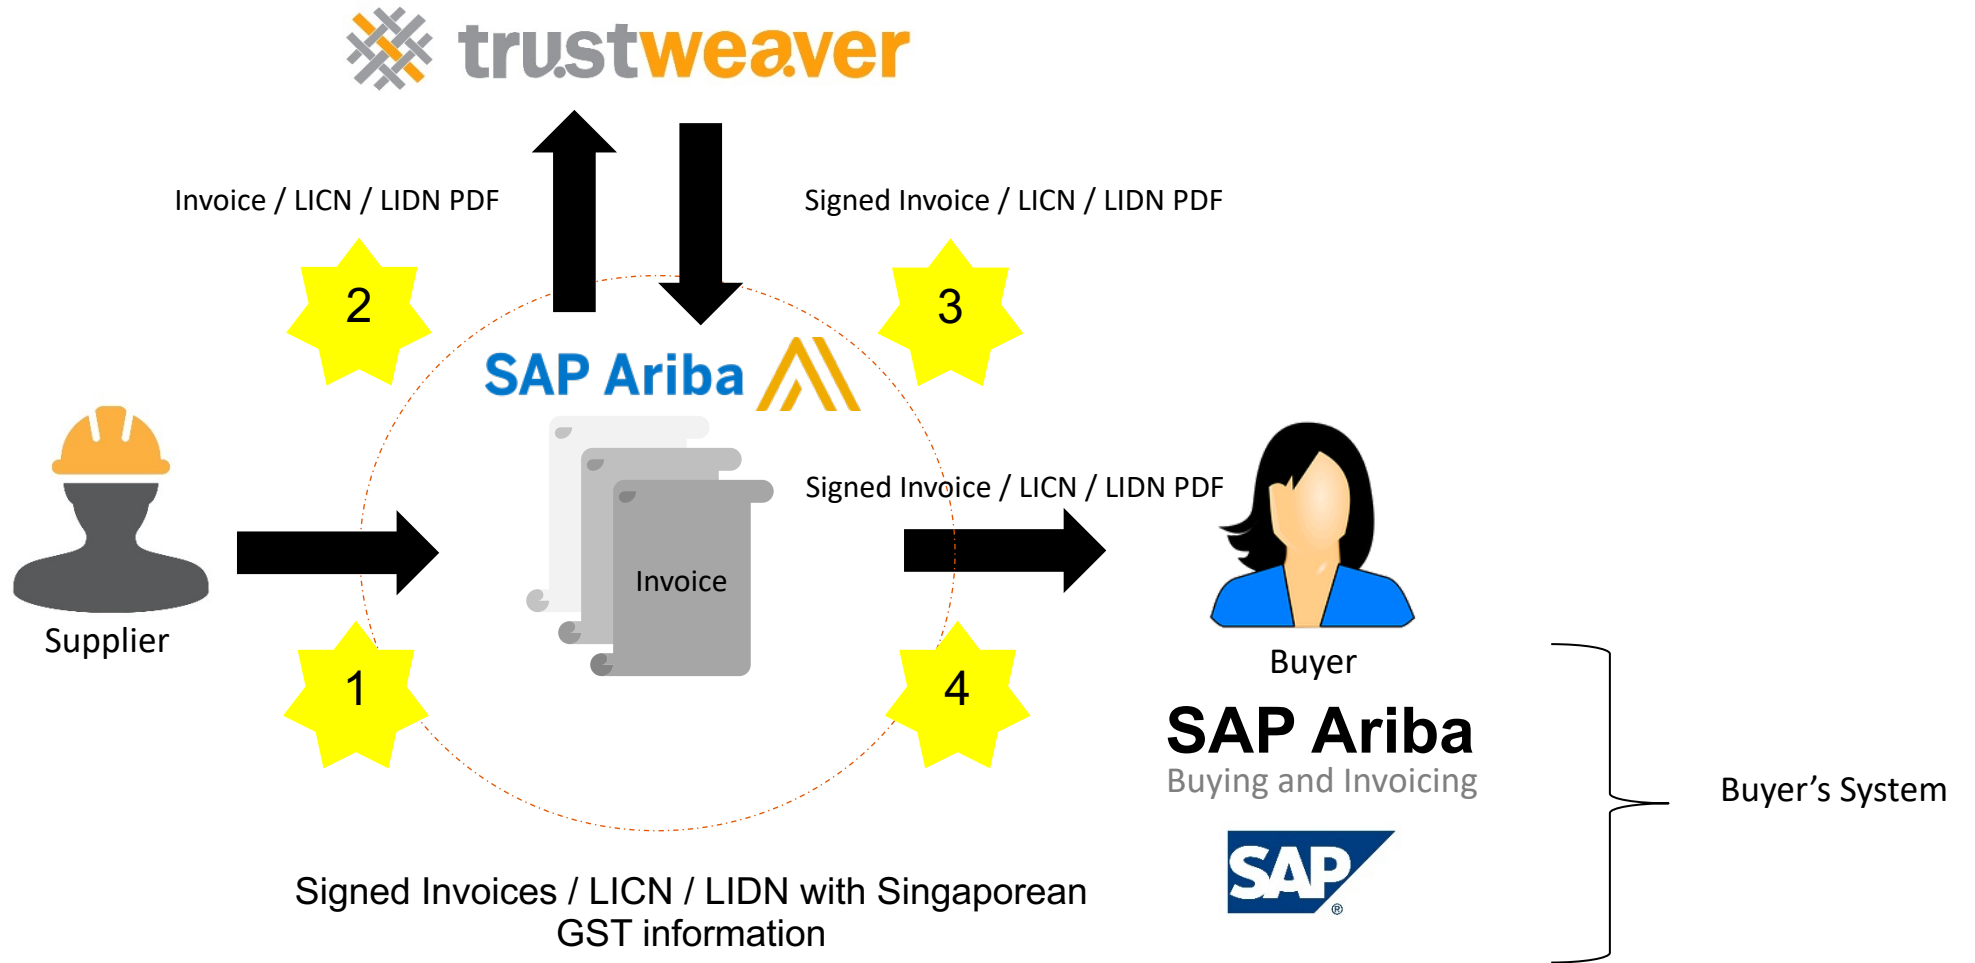 trustweaver
Invoice / LICN / LIDN PDF
Signed Invoice / LICN / LIDN PDF
2
3
SAP Ariba
Signed Invoice / LICN / LIDN PDF
Invoice
Supplier
Buyer
1
4
SAP Ariba
Buying and Invoicing
Buyer’s System
SAP
®
Signed Invoices / LICN / LIDN with Singaporean
GST information